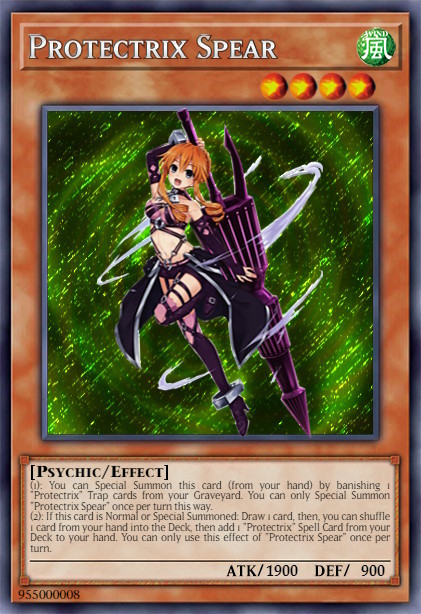 PROTECTRIX SPEAR
WIND
風
[PSYCHIC/EFFECT]
(1): You can Special Summon this card (from your hand) by banishing 1
"Protectrix" Trap cards from your Graveyard. You can only Special Summon
"Protectrix Spear" once per turn this way.
(2): If this card is Normal or Special Summoned: Draw 1 card, then, you can shuffle
1 card from your hand into the Deck, then add 1 "Protectrix" Spell Card from your
Deck to your hand. You can only use this effect of "Protectrix Spear" once per
turn.
ATK/1900 DEF/ 900
955000008